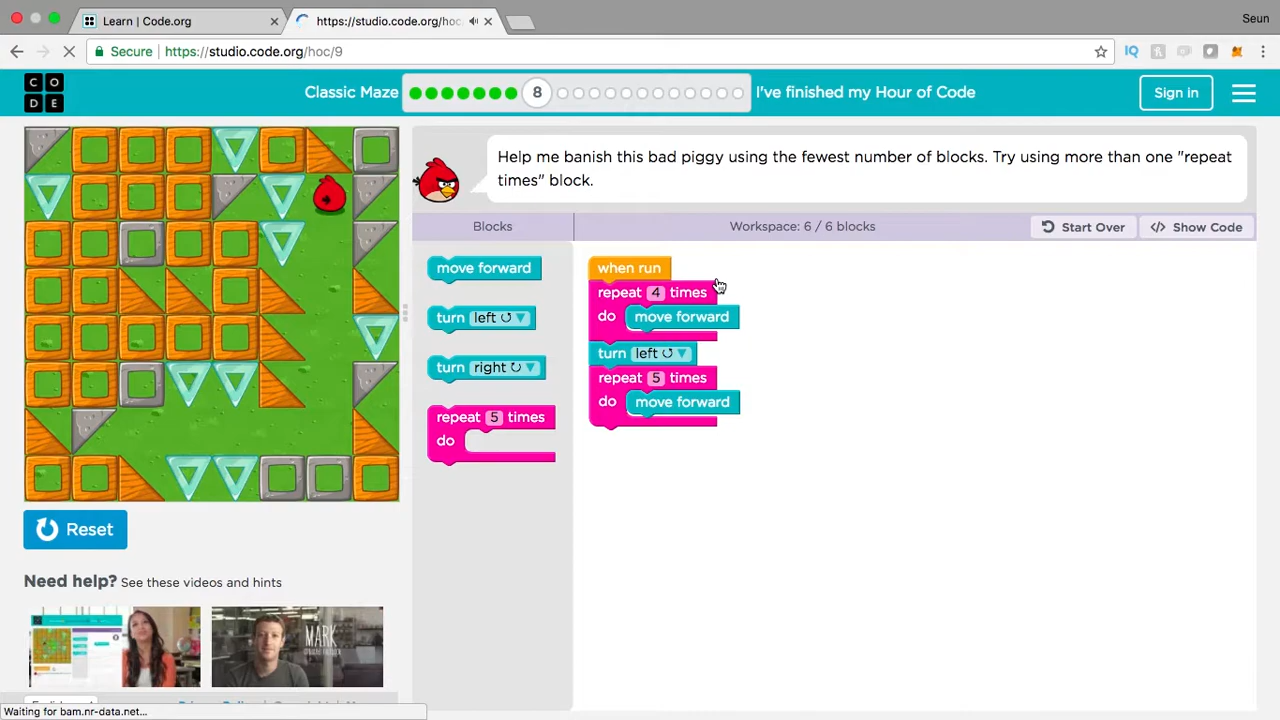 Learn | Code.org
https://studio.code.org/hoc
Seun
Secure
https://studio.code.org/hoc/9
IQ
C O
D E
Classic Maze
8
I've finished my Hour of Code
Sign in
Help me banish this bad piggy using the fewest number of blocks. Try using more than one "repeat
times" block.
Blocks
Workspace: 6 / 6 blocks
Start Over
</> Show Code
move forward
turn left
turn right
repeat 5 times
do
when run
repeat 4 times
do move forward
turn left
repeat 5 times
do move forward
Reset
Need help? See these videos and hints
MARK
Waiting for bam.nr-data.net...